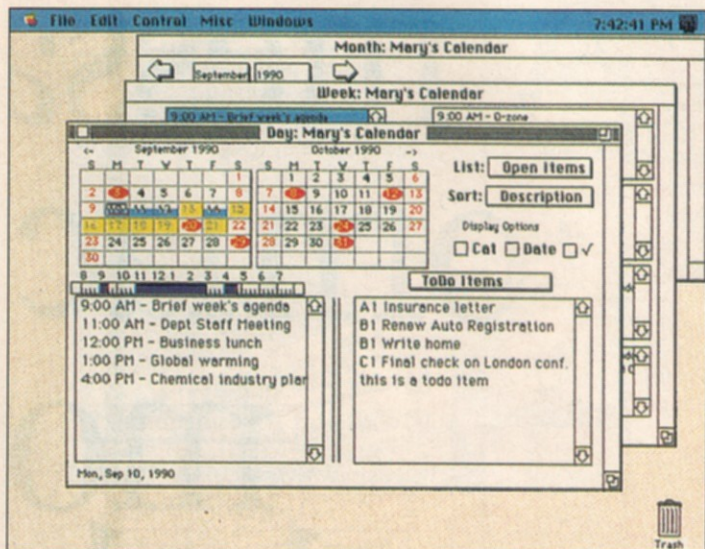 File Edit Control Misc Windows 7:42:41 PM
Month: Mary's Calendar
September 1990
Week: Mary's Calendar
9:00 AM - Brief week's agenda 9:00 AM - O-zone
Day: Mary's Calendar
<- September 1990 October 1990 ->
S M T W T F S S M T W T F S
1 1 2 3 4 5 6
2 3 4 5 6 7 8 7 8 9 10 11 12 13
9 10 11 12 13 14 15 14 15 16 17 18 19 20
16 17 18 19 20 21 22 21 22 23 24 25 26 27
23 24 25 26 27 28 29 28 29 30 31
30
List: Open Items
Sort: Description
Display Options
Cat Date ✓
8 9 10 11 12 1 2 3 4 5 6 7
ToDo Items
9:00 AM - Brief week's agenda
11:00 AM - Dept Staff Meeting
12:00 PM - Business lunch
1:00 PM - Global warming
4:00 PM - Chemical industry plan
A1 Insurance letter
B1 Renew Auto Registration
B1 Write home
C1 Final check on London conf.
this is a todo item
Mon, Sep 10, 1990
Trash